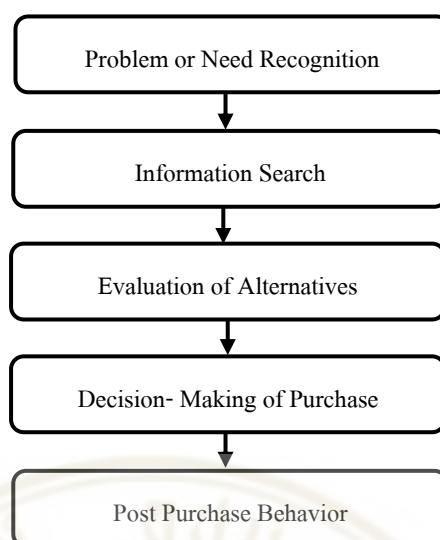 Problem or Need Recognition
Information Search
Evaluation of Alternatives
Decision- Making of Purchase
Post Purchase Behavior